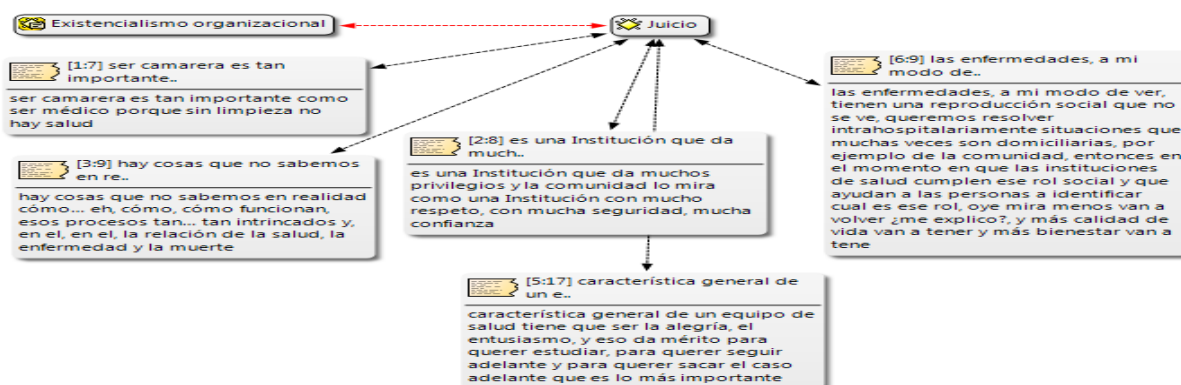 Existencialismo organizacional
Juicio
[1:7] ser camarera es tan
importante..
ser camarera es tan importante como
ser médico porque sin limpieza no
hay salud
[6:9] las enfermedades, a mi
modo de..
las enfermedades, a mi modo de ver,
tienen una reproducción social que no
se ve, queremos resolver
intrahospitalariamente situaciones que
muchas veces son domiciliarias, por
ejemplo de la comunidad, entonces en
el momento en que las instituciones
de salud cumplen ese rol social y que
ayudan a las personas a identificar
cual es ese rol, oye mira menos van a
volver ¿me explico?, y más calidad de
vida van a tener y más bienestar van a
tene
[2:8] es una Institución que da
much..
es una Institución que da muchos
privilegios y la comunidad lo mira
como una Institución con mucho
respeto, con mucha seguridad, mucha
confianza
[3:9] hay cosas que no sabemos
en re..
hay cosas que no sabemos en realidad
cómo... eh, cómo, cómo funcionan,
esos procesos tan... tan intrincados y,
en el, en el, la relación de la salud, la
enfermedad y la muerte
[5:17] característica general de
un e..
característica general de un equipo de
salud tiene que ser la alegría, el
entusiasmo, y eso da mérito para
querer estudiar, para querer seguir
adelante y para querer sacar el caso
adelante que es lo más importante